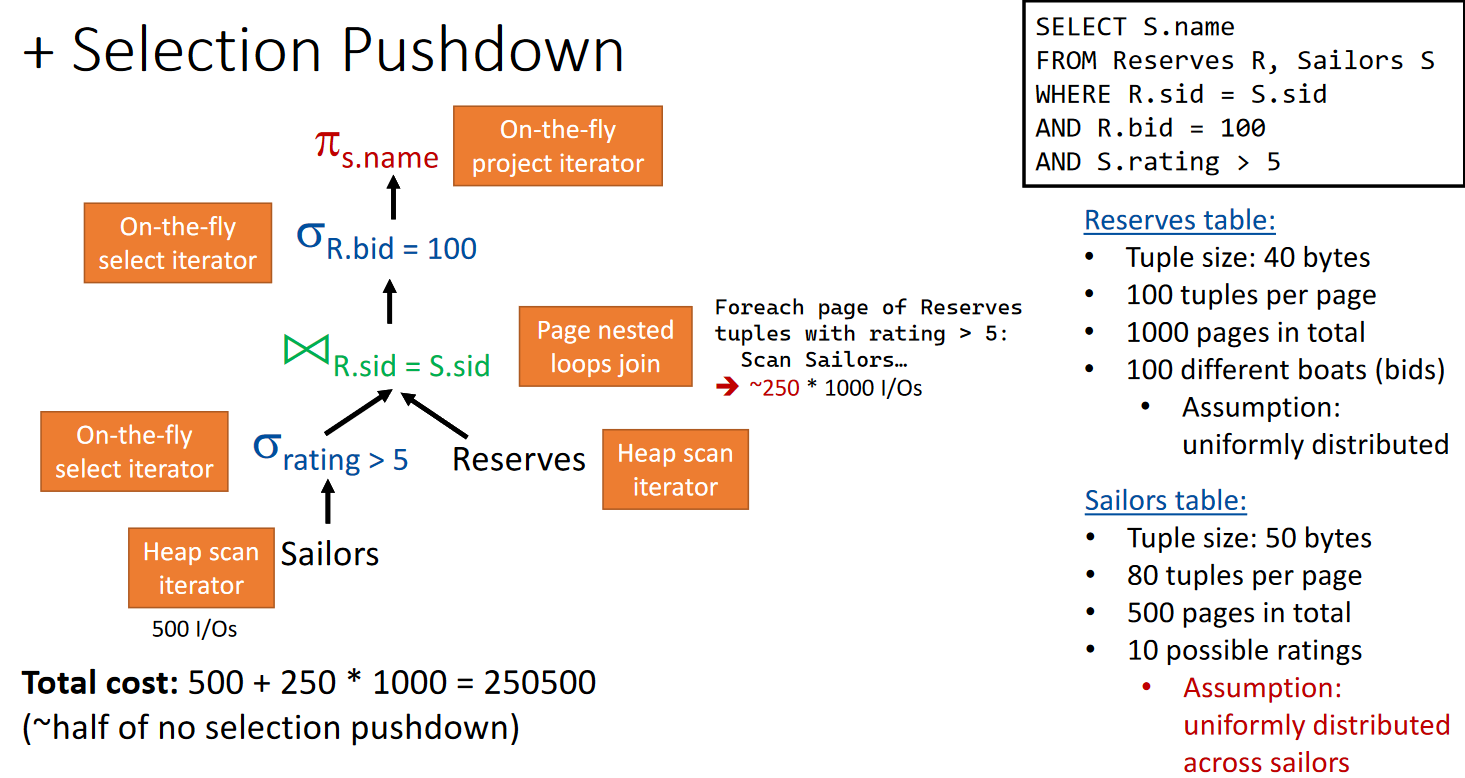 + Selection Pushdown
SELECT S.name
FROM Reserves R, Sailors S
WHERE R.sid = S.sid
AND R.bid = 100
AND S.rating > 5
πs.name
On-the-fly
project iterator
On-the-fly
select iterator
σR.bid = 100
⋈R.sid = S.sid
Page nested
loops join
Foreach page of Reserves
tuples with rating > 5:
Scan Sailors…
➔ ~250 * 1000 I/Os
On-the-fly
select iterator
σrating > 5
Reserves
Heap scan
iterator
Heap scan
iterator
Sailors
500 I/Os
Total cost: 500 + 250 * 1000 = 250500
(~half of no selection pushdown)
Reserves table:
• Tuple size: 40 bytes
• 100 tuples per page
• 1000 pages in total
• 100 different boats (bids)
• Assumption:
uniformly distributed
Sailors table:
• Tuple size: 50 bytes
• 80 tuples per page
• 500 pages in total
• 10 possible ratings
• Assumption:
uniformly distributed
across sailors